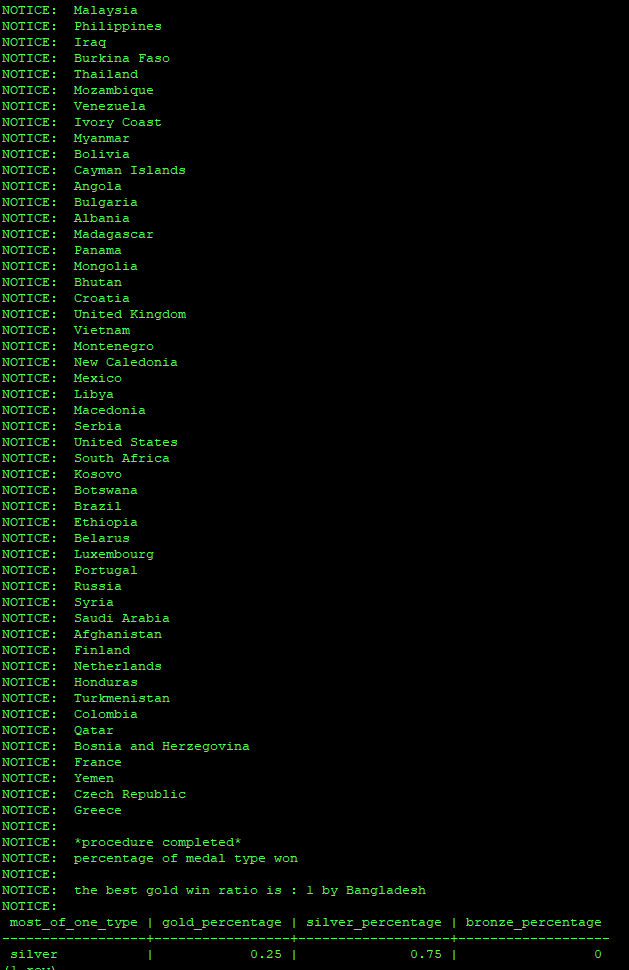 NOTICE:  Malaysia
NOTICE:  Philippines
NOTICE:  Iraq
NOTICE:  Burkina Faso
NOTICE:  Thailand
NOTICE:  Mozambique
NOTICE:  Venezuela
NOTICE:  Ivory Coast
NOTICE:  Myanmar
NOTICE:  Bolivia
NOTICE:  Cayman Islands
NOTICE:  Angola
NOTICE:  Bulgaria
NOTICE:  Albania
NOTICE:  Madagascar
NOTICE:  Panama
NOTICE:  Mongolia
NOTICE:  Bhutan
NOTICE:  Croatia
NOTICE:  United Kingdom
NOTICE:  Vietnam
NOTICE:  Montenegro
NOTICE:  New Caledonia
NOTICE:  Mexico
NOTICE:  Libya
NOTICE:  Macedonia
NOTICE:  Serbia
NOTICE:  United States
NOTICE:  South Africa
NOTICE:  Kosovo
NOTICE:  Botswana
NOTICE:  Brazil
NOTICE:  Ethiopia
NOTICE:  Belarus
NOTICE:  Luxembourg
NOTICE:  Portugal
NOTICE:  Russia
NOTICE:  Syria
NOTICE:  Saudi Arabia
NOTICE:  Afghanistan
NOTICE:  Finland
NOTICE:  Netherlands
NOTICE:  Honduras
NOTICE:  Turkmenistan
NOTICE:  Colombia
NOTICE:  Qatar
NOTICE:  Bosnia and Herzegovina
NOTICE:  France
NOTICE:  Yemen
NOTICE:  Czech Republic
NOTICE:  Greece
NOTICE:
NOTICE:  *procedure completed*
NOTICE:  percentage of medal type won
NOTICE:
NOTICE:  the best gold win ratio is : 1 by Bangladesh
NOTICE:
most_of_one_type | gold_percentage | silver_percentage | bronze_percentage
silver | 0.25 | 0.75 | 0
(1 row)